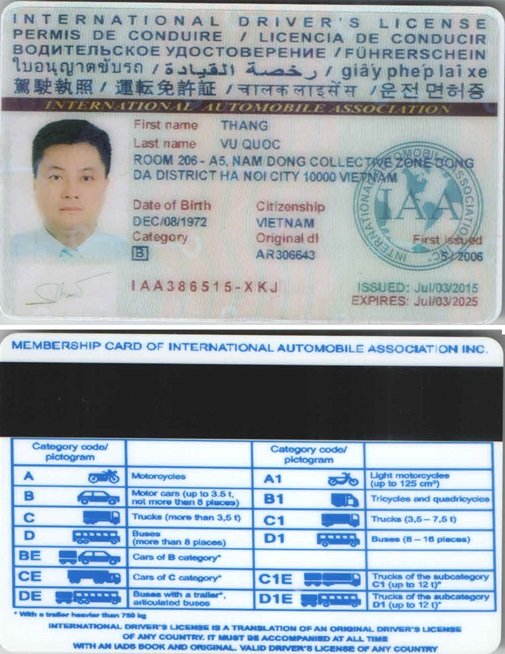 INTERNATIONAL DRIVER'S LICENSE
PERMIS DE CONDUIRE / LICENCIA DE CONDUCIR
ВОДИТЕЛЬСКОЕ УДОСТОВЕРЕНИЕ /FÜHRERSCHEIN
ใบอนุญาตขับรถ / رخصة القيادة / giấy phép lái xe
駕駛執照 / 運転免許証 / चालक लाइसेंस /운전 면허증
INTERNATIONAL AUTOMOBILE ASSOCIATION
First name THANG
Last name VU QUOC
ROOM 206 - A5, NAM DONG COLLECTIVE ZONE DONG
DA DISTRICT HA NOI CITY 10000 VIETNAM
Date of Birth Citizenship
DEC/08/1972 VIETNAM
Category Original dl First issued
B AR306643 5/2006
IAA
INTERNATIONAL AUTOMOBILE ASSOCIATION
IAA386515-XKJ
ISSUED: Jul/03/2015
EXPIRES: Jul/03/2025
MEMBERSHIP CARD OF INTERNATIONAL AUTOMOBILE ASSOCIATION INC.
Category code/ pictogram Category code/ pictogram
A Motorcycles A1 Light motorcycles (up to 125 cm³)
B Motor cars (up to 3.5 t, not more than 8 places) B1 Tricycles and quadricycles
C Trucks (more than 3,5 t) C1 Trucks (3,5 – 7,5 t)
D Buses (more than 8 places) D1 Buses (8 – 16 places)
BE Cars of B category*
CE Cars of C category* C1E Trucks of the subcategory C1 (up to 12 t)*
DE Buses with a trailer*, articulated buses D1E Trucks of the subcategory D1 (up to 12 t)*
* With a trailer heavier than 750 kg
INTERNATIONAL DRIVER'S LICENSE IS A TRANSLATION OF AN ORIGINAL DRIVER'S LICENSE
OF ANY COUNTRY. IT MUST BE ACCOMPANIED AT ALL TIME
WITH AN IADS BOOK AND ORIGINAL VALID DRIVER'S LICENSE OF ANY COUNTRY